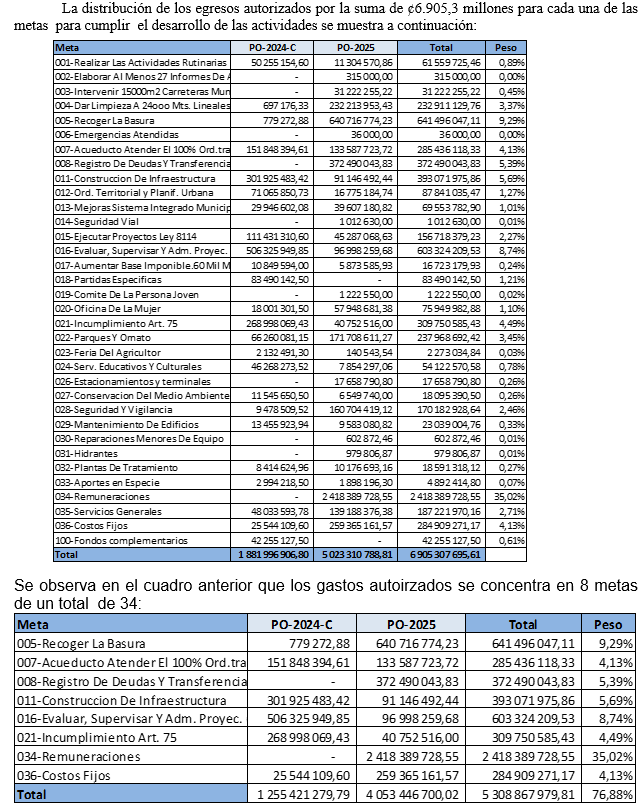 La distribución de los egresos autorizados por la suma de ¢6.905,3 millones para cada una de las
metas para cumplir el desarrollo de las actividades se muestra a continuación:
Meta PO-2024-C PO-2025 Total Peso
001-Realizar Las Actividades Rutinarias 50 255 154,60 11 304 570,86 61 559 725,46 0,89%
002-Elaborar Al Menos 27 Informes De A - 315 000,00 315 000,00 0,00%
003-Intervenir 15000m2 Carreteras Mun - 31 222 255,22 31 222 255,22 0,45%
004-Dar Limpieza A 24ooo Mts. Lineales 697 176,33 232 213 953,43 232 911 129,76 3,37%
005-Recoger La Basura 779 272,88 640 716 774,23 641 496 047,11 9,29%
006-Emergencias Atendidas - 36 000,00 36 000,00 0,00%
007-Acueducto Atender El 100% Ord.tra 151 848 394,61 133 587 723,72 285 436 118,33 4,13%
008-Registro De Deudas Y Transferencia - 372 490 043,83 372 490 043,83 5,39%
011-Construccion De Infraestructura 301 925 483,42 91 146 492,44 393 071 975,86 5,69%
012-Ord. Territorial y Planif. Urbana 71 065 850,73 16 775 184,74 87 841 035,47 1,27%
013-Mejoras Sistema Integrado Municip 29 946 602,08 39 607 180,82 69 553 782,90 1,01%
014-Seguridad Vial - 1 012 630,00 1 012 630,00 0,01%
015-Ejecutar Proyectos Ley 8114 111 431 310,60 45 287 068,63 156 718 379,23 2,27%
016-Evaluar, Supervisar Y Adm. Proyec. 506 325 949,85 96 998 259,68 603 324 209,53 8,74%
017-Aumentar Base Imponible.60 Mil M 10 849 594,00 5 873 585,93 16 723 179,93 0,24%
018-Partidas Especificas 83 490 142,50 - 83 490 142,50 1,21%
019-Comite De La Persona Joven - 1 222 550,00 1 222 550,00 0,02%
020-Oficina De La Mujer 18 001 301,50 57 948 681,38 75 949 982,88 1,10%
021-Incumplimiento Art. 75 268 998 069,43 40 752 516,00 309 750 585,43 4,49%
022-Parques Y Ornato 66 260 081,15 171 708 611,27 237 968 692,42 3,45%
023-Feria Del Agricultor 2 132 491,30 140 543,54 2 273 034,84 0,03%
024-Serv. Educativos Y Culturales 46 268 273,52 7 854 297,06 54 122 570,58 0,78%
026-Estacionamientos y terminales - 17 658 790,80 17 658 790,80 0,26%
027-Conservacion Del Medio Ambiente 11 545 650,50 6 549 740,00 18 095 390,50 0,26%
028-Seguridad Y Vigilancia 9 478 509,52 160 704 419,12 170 182 928,64 2,46%
029-Mantenimiento De Edificios 13 455 923,94 9 583 080,82 23 039 004,76 0,33%
030-Reparaciones Menores De Equipo - 602 872,46 602 872,46 0,01%
031-Hidrantes - 979 806,87 979 806,87 0,01%
032-Plantas De Tratamiento 8 414 624,96 10 176 693,16 18 591 318,12 0,27%
033-Aportes en Especie 2 994 218,50 1 898 196,30 4 892 414,80 0,07%
034-Remuneraciones - 2 418 389 728,55 2 418 389 728,55 35,02%
035-Servicios Generales 48 033 593,78 139 188 376,38 187 221 970,16 2,71%
036-Costos Fijos 25 544 109,60 259 365 161,57 284 909 271,17 4,13%
100-Fondos complementarios 42 255 127,50 - 42 255 127,50 0,61%
Total 1 881 996 906,80 5 023 310 788,81 6 905 307 695,61
Se observa en el cuadro anterior que los gastos autoirzados se concentra en 8 metas
de un total de 34:
Meta PO-2024-C PO-2025 Total Peso
005-Recoger La Basura 779 272,88 640 716 774,23 641 496 047,11 9,29%
007-Acueducto Atender El 100% Ord.tra 151 848 394,61 133 587 723,72 285 436 118,33 4,13%
008-Registro De Deudas Y Transferencia - 372 490 043,83 372 490 043,83 5,39%
011-Construccion De Infraestructura 301 925 483,42 91 146 492,44 393 071 975,86 5,69%
016-Evaluar, Supervisar Y Adm. Proyec. 506 325 949,85 96 998 259,68 603 324 209,53 8,74%
021-Incumplimiento Art. 75 268 998 069,43 40 752 516,00 309 750 585,43 4,49%
034-Remuneraciones - 2 418 389 728,55 2 418 389 728,55 35,02%
036-Costos Fijos 25 544 109,60 259 365 161,57 284 909 271,17 4,13%
Total 1 255 421 279,79 4 053 446 700,02 5 308 867 979,81 76,88%